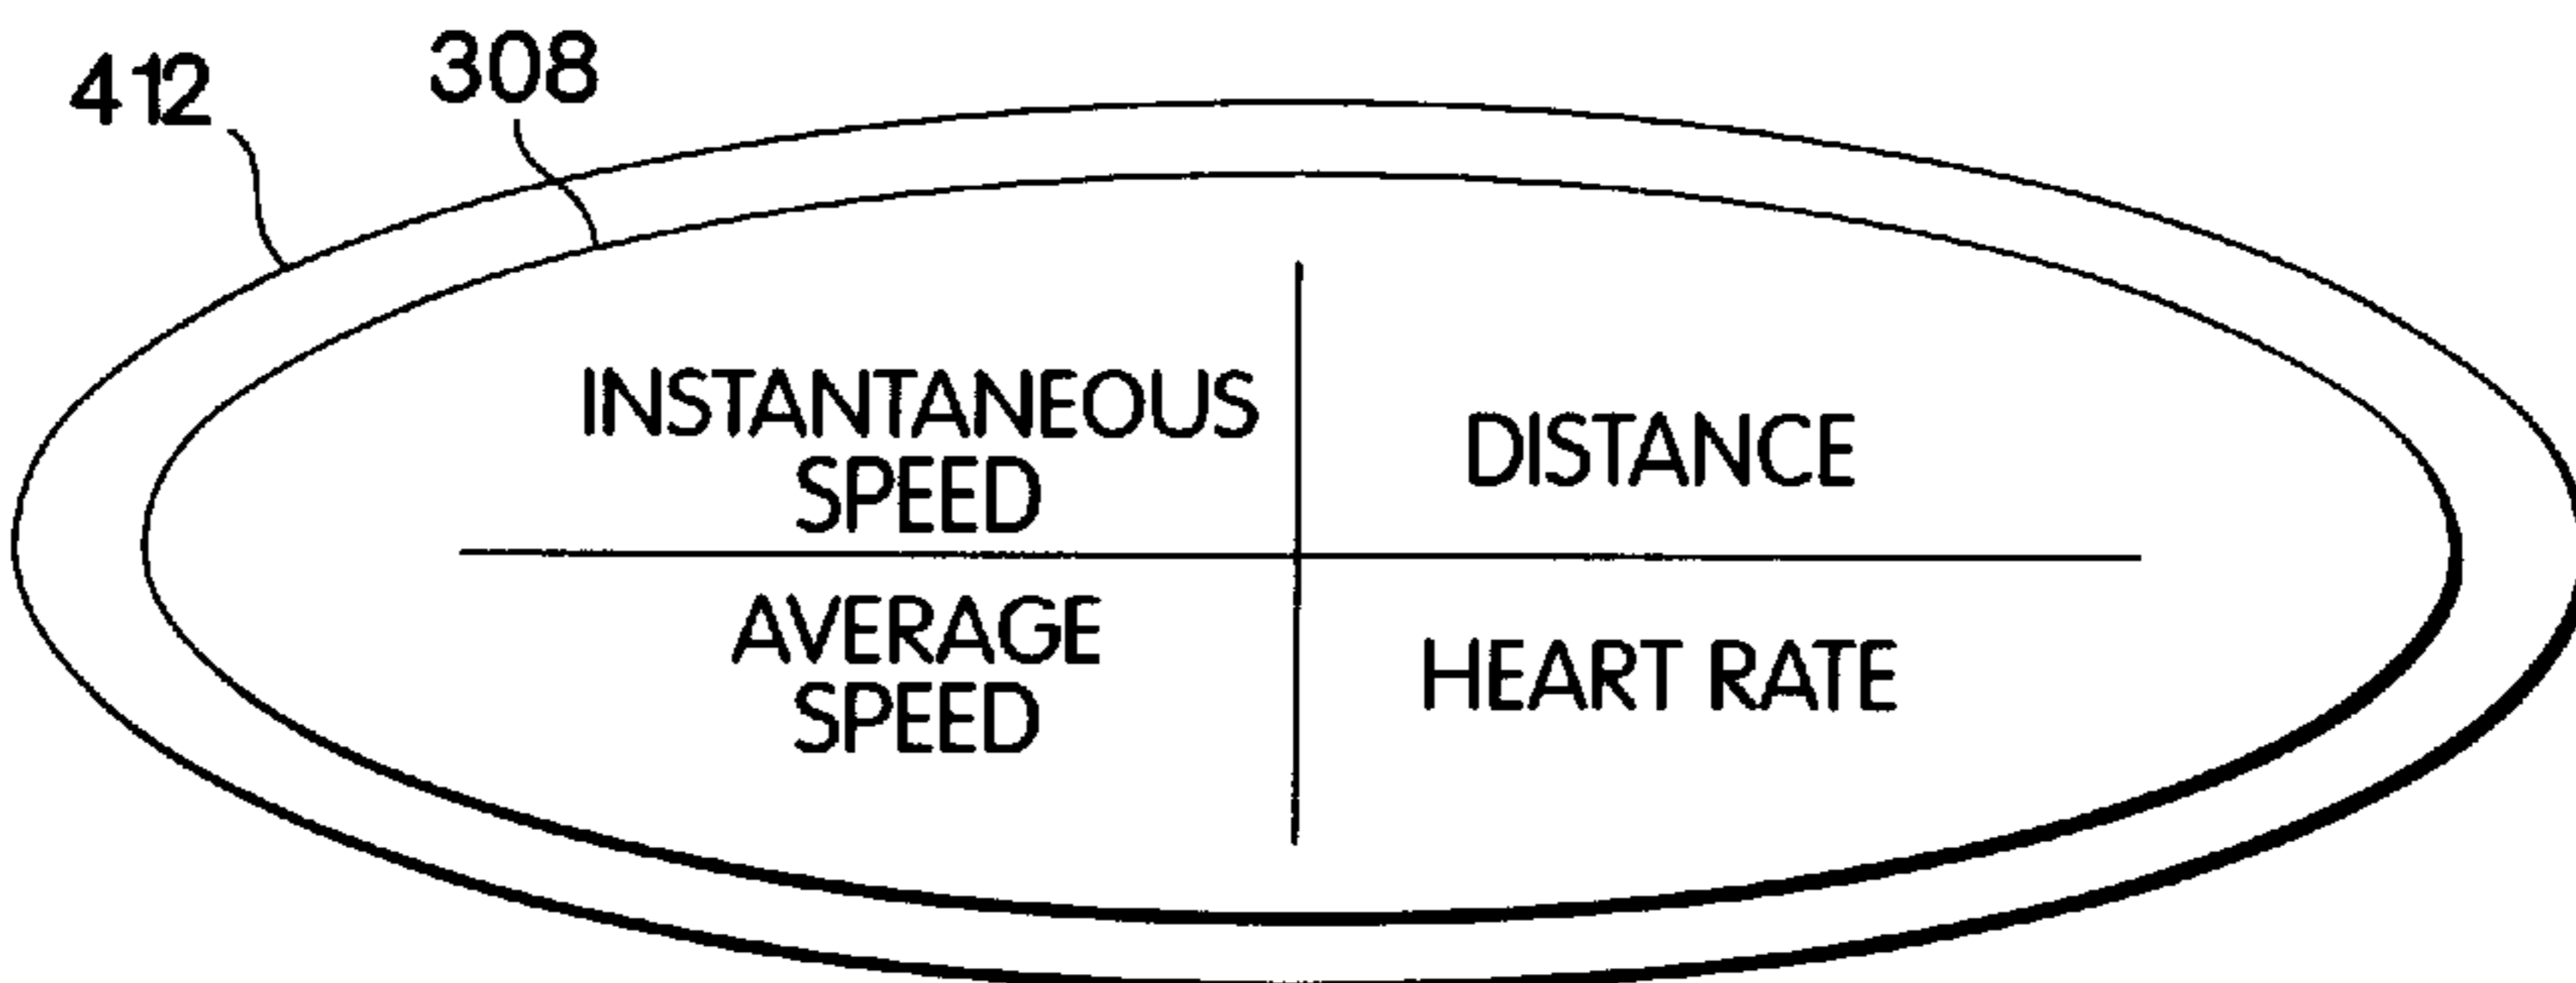 412
308
INSTANTANEOUS
SPEED
DISTANCE
AVERAGE
SPEED
HEART RATE